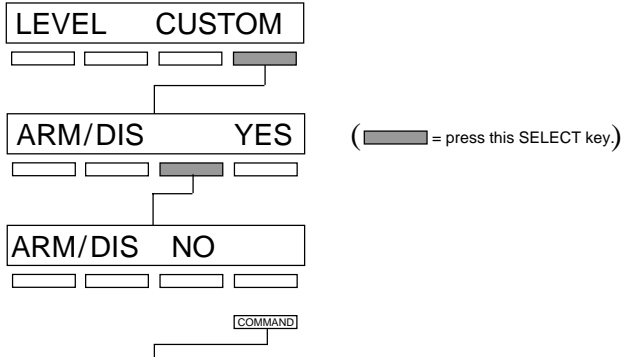 LEVEL CUSTOM
ARM/DIS YES
( = press this SELECT key.)
ARM/DIS NO
COMMAND